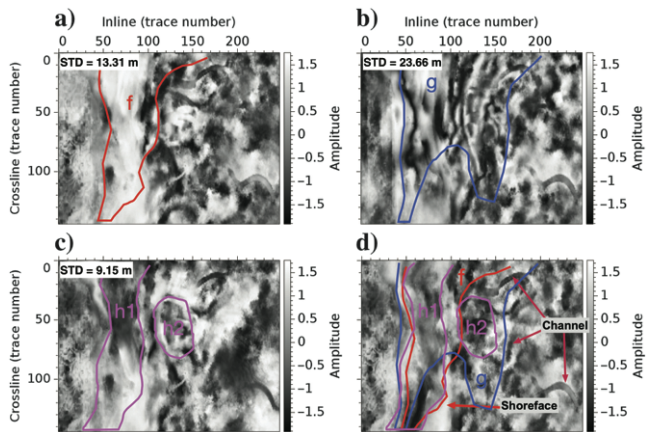 a)
Inline (trace number)
0 50 100 150 200
STD = 13.31 m
f
Crossline (trace number)
0
50
100
1.5
1
0.5
0
−0.5
−1
−1.5
Amplitude
b)
Inline (trace number)
0 50 100 150 200
STD = 23.66 m
g
1.5
1
0.5
0
−0.5
−1
−1.5
Amplitude
c)
STD = 9.15 m
h1
h2
Crossline (trace number)
0
50
100
1.5
1
0.5
0
−0.5
−1
−1.5
Amplitude
d)
f
h1
h2
g
Channel
Shoreface
1.5
1
0.5
0
−0.5
−1
−1.5
Amplitude